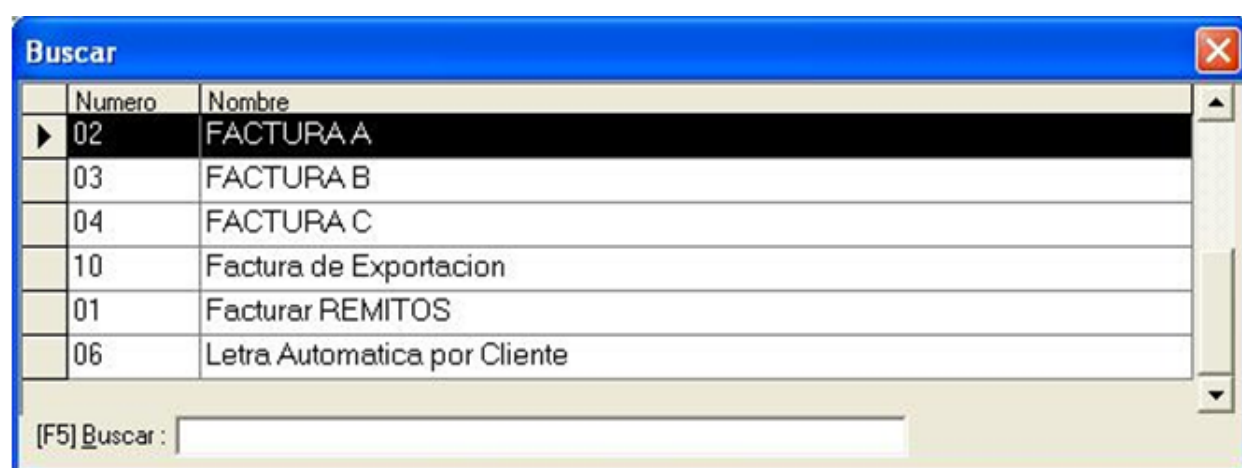 Buscar
Numero Nombre
02 FACTURA A
03 FACTURA B
04 FACTURA C
10 Factura de Exportacion
01 Facturar REMITOS
06 Letra Automatica por Cliente
[F5] Buscar :